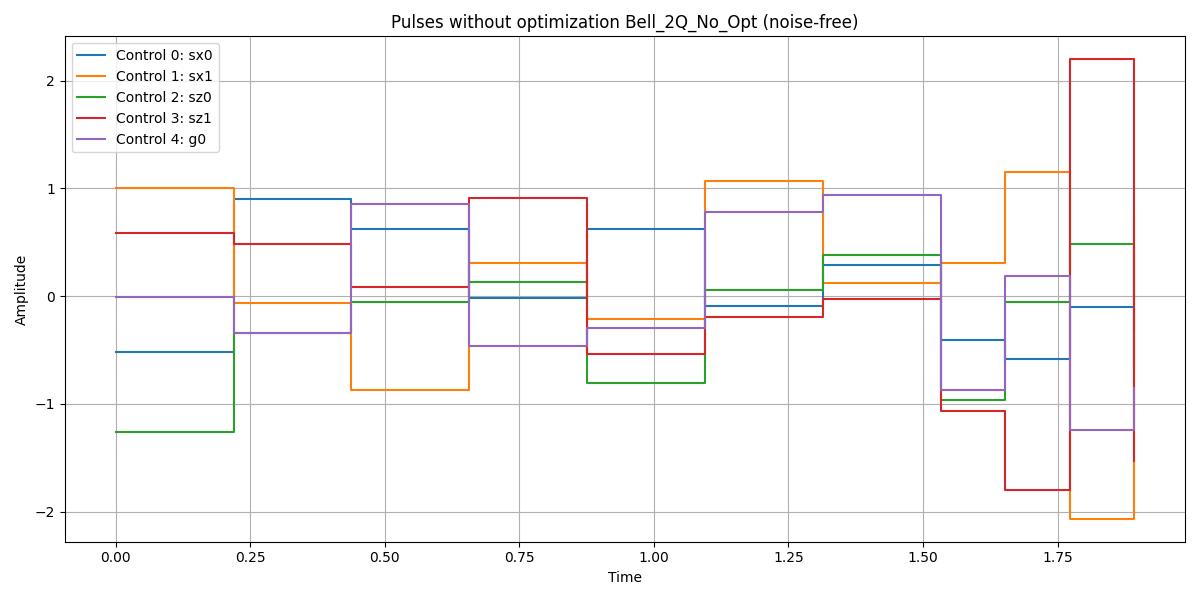 Pulses without optimization Bell_2Q_No_Opt (noise-free)
Control 0: sx0
Control 1: sx1
Control 2: sz0
Control 3: sz1
Control 4: g0
Amplitude
2
1
0
−1
−2
0.00 0.25 0.50 0.75 1.00 1.25 1.50 1.75
Time